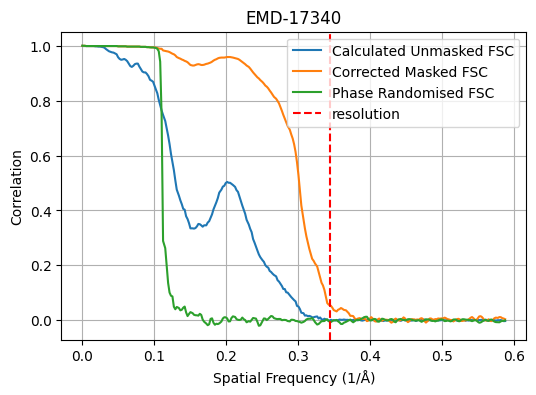 EMD-17340
Calculated Unmasked FSC
Corrected Masked FSC
Phase Randomised FSC
resolution
1.0
0.8
0.6
0.4
0.2
0.0
Correlation
0.0 0.1 0.2 0.3 0.4 0.5 0.6
Spatial Frequency (1/Å)